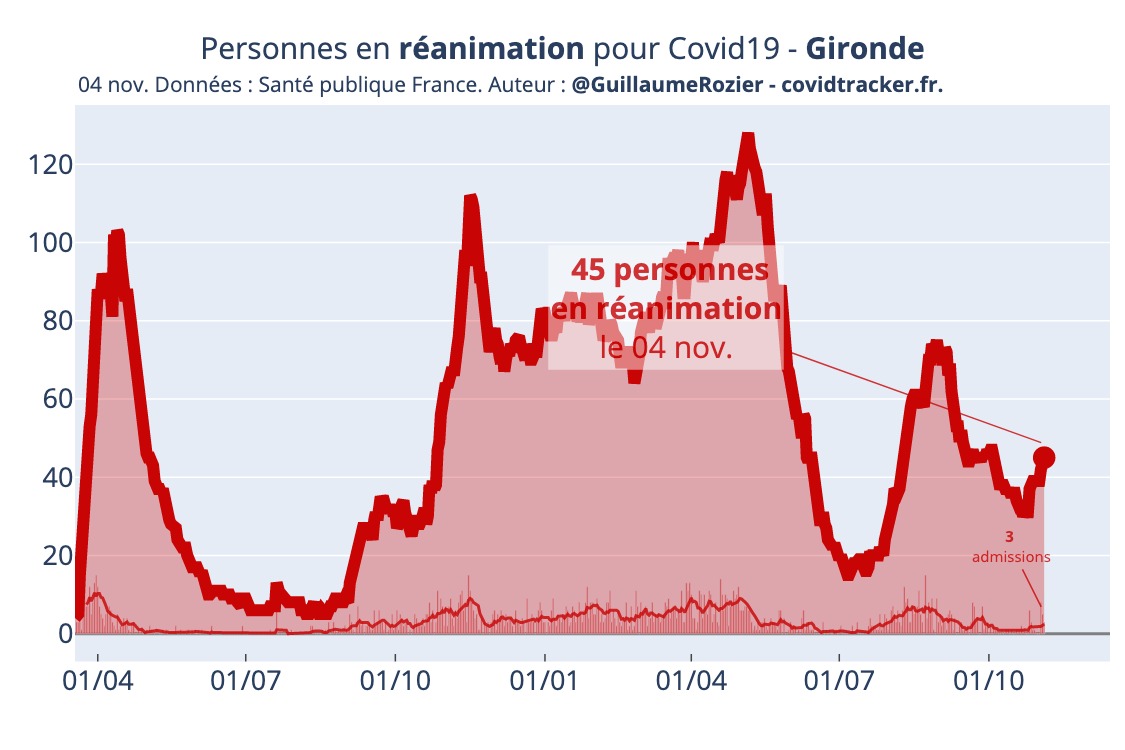 Personnes en réanimation pour Covid19 - Gironde
04 nov. Données : Santé publique France. Auteur : @GuillaumeRozier - covidtracker.fr.
120
100
80
60
40
20
0
45 personnes
en réanimation
le 04 nov.
3
admissions
01/04 01/07 01/10 01/01 01/04 01/07 01/10